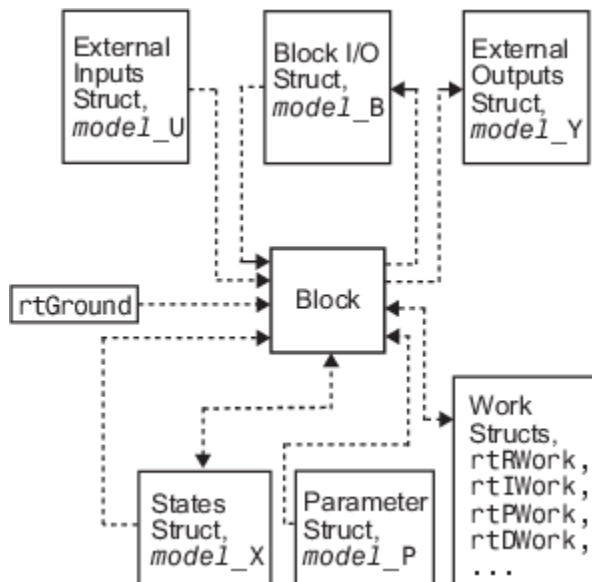 External
Inputs
Struct,
model_U
Block I/O
Struct,
model_B
External
Outputs
Struct,
model_Y
Block
rtGround
States
Struct,
model_X
Parameter
Struct,
model_P
Work
Structs,
rtRWork,
rtIWork,
rtPWork,
rtDWork,
...